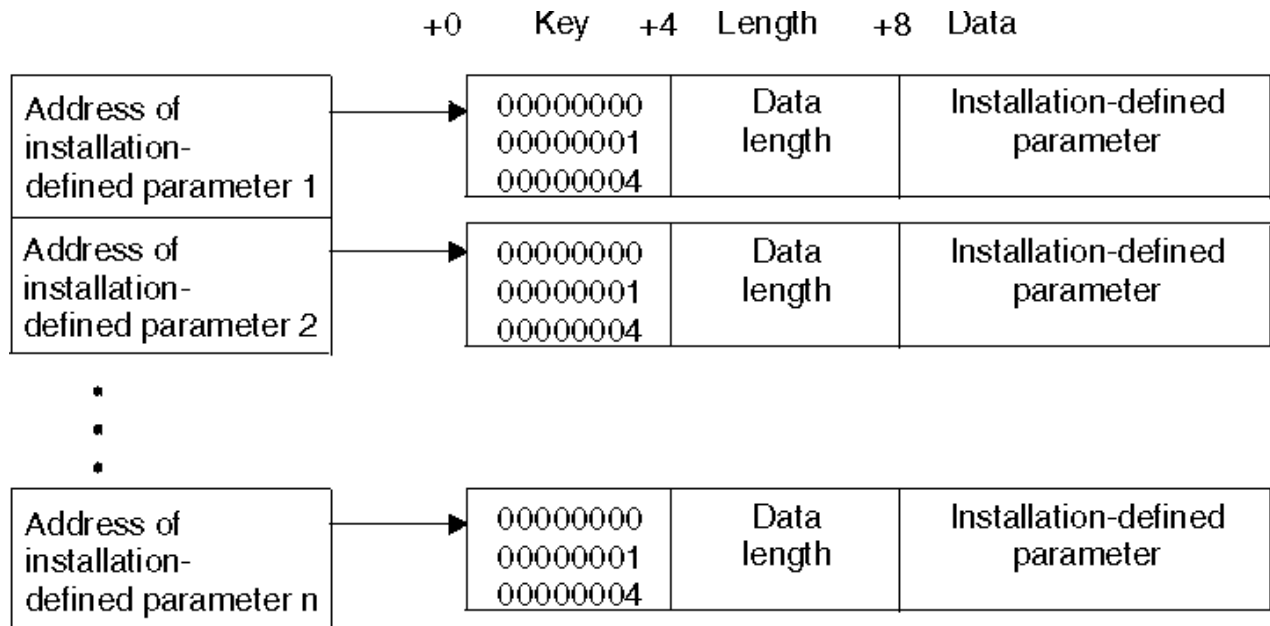 +0 Key +4 Length +8 Data
Address of
installation-
defined parameter 1
00000000
00000001
00000004
Data
length
Installation-defined
parameter
Address of
installation-
defined parameter 2
00000000
00000001
00000004
Data
length
Installation-defined
parameter
Address of
installation-
defined parameter n
00000000
00000001
00000004
Data
length
Installation-defined
parameter